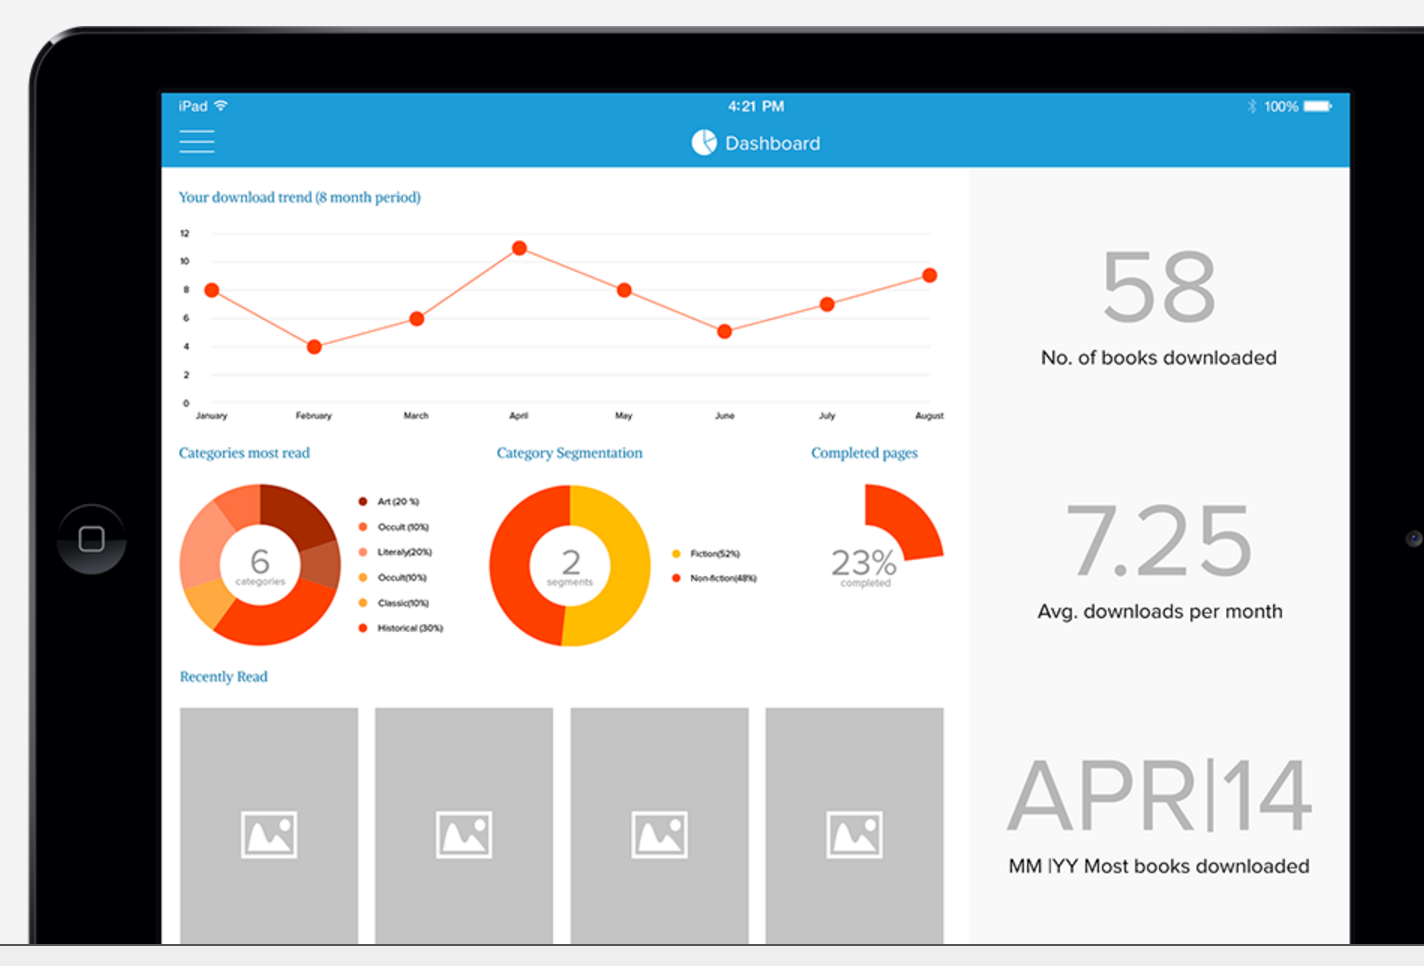 iPad
4:21 PM
100%
Dashboard
Your download trend (8 month period)
12
10
8
6
4
2
0
January February March April May June July August
58
No. of books downloaded
Categories most read
Art (20 %)
Occult (10%)
Literaly(20%)
Occult(10%)
Classic(10%)
Historical (30%)
6
categories
Category Segmentation
2
segments
Fiction(52%)
Non-fiction(48%)
Completed pages
23%
completed
7.25
Avg. downloads per month
Recently Read
APR|14
MM |YY Most books downloaded